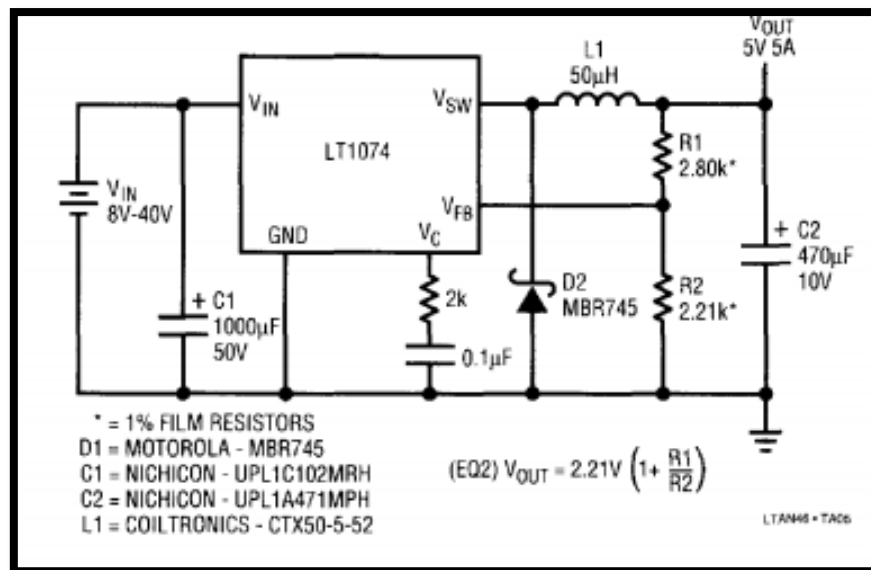 VOUT
5V 5A
L1
50µH
VIN
VSW
LT1074
R1
2.80k*
VIN
8V-40V
VFB
GND
VC
+ C2
470µF
10V
D2
MBR745
R2
2.21k*
+ C1
1000µF
50V
2k
0.1µF
* = 1% FILM RESISTORS
D1 = MOTOROLA - MBR745
C1 = NICHICON - UPL1C102MRH
C2 = NICHICON - UPL1A471MPH
L1 = COILTRONICS - CTX50-5-52
(EQ2) VOUT = 2.21V (1+ R1/R2)
LTAN46 • TA05